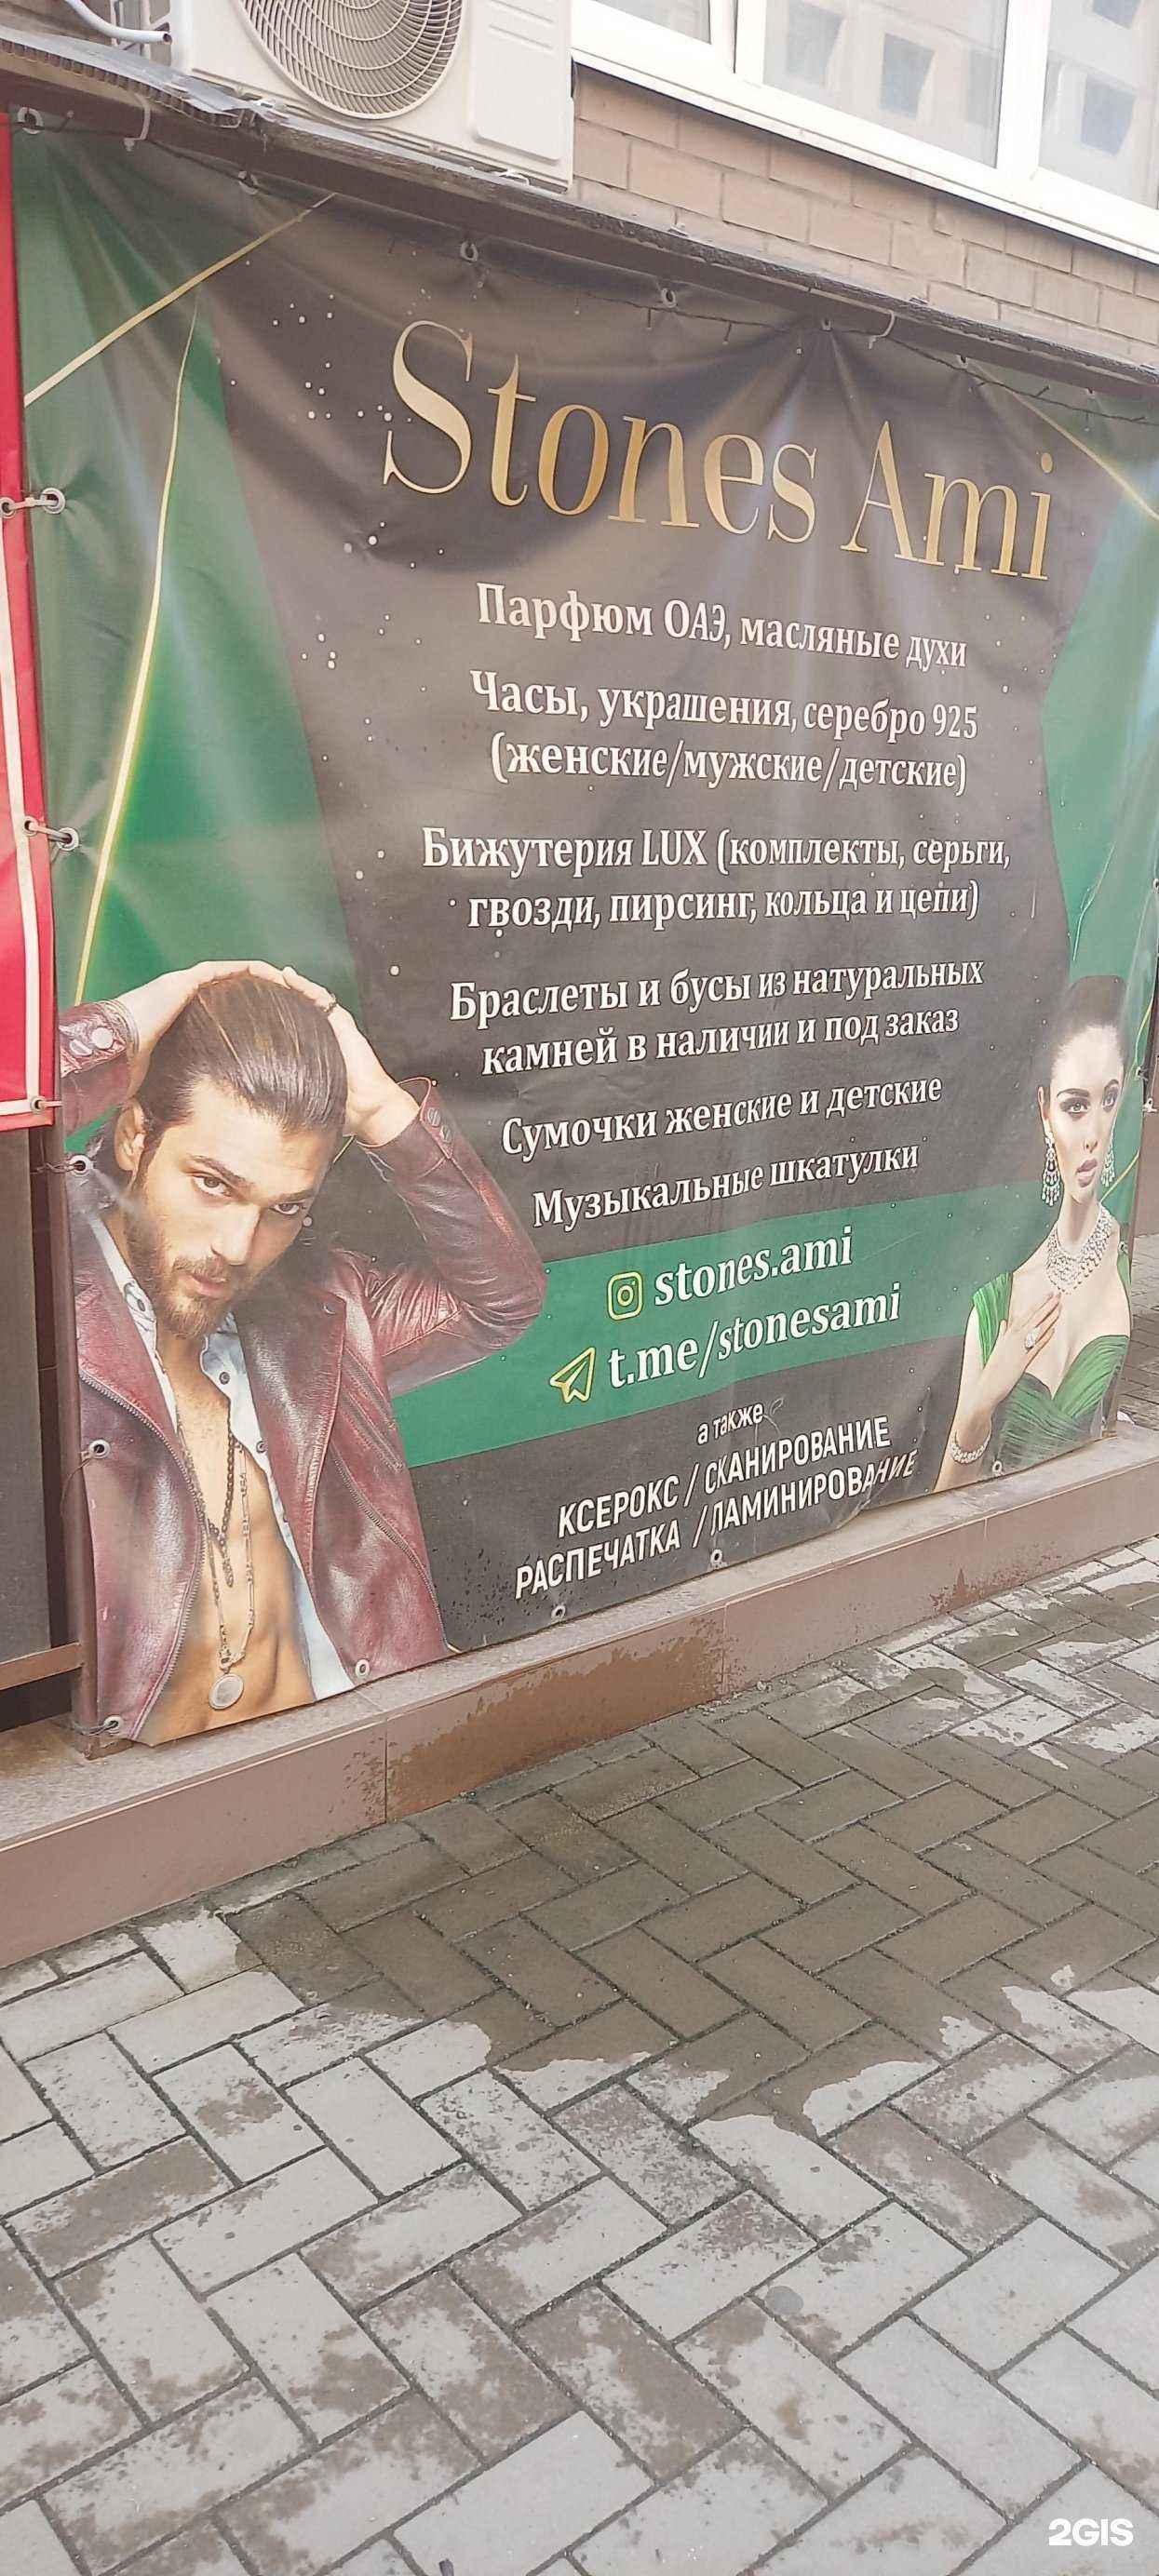 Stones Ami
Парфюм ОАЭ, масляные духи
Часы, украшения, серебро 925
(женские/мужские/детские)
Бижутерия LUX (комплекты, серьги,
гвозди, пирсинг, кольца и цепи)
Браслеты и бусы из натуральных
камней в наличии и под заказ
Сумочки женские и детские
Музыкальные шкатулки
stones.ami
t.me/stonesami
а также
КСЕРОКС / СКАНИРОВАНИЕ
РАСПЕЧАТКА / ЛАМИНИРОВАНИЕ
2GIS